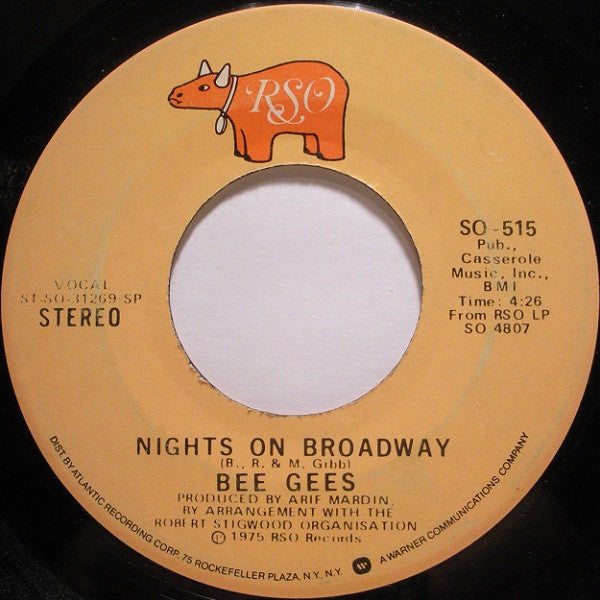 RSO
SO-515
Pub.,
Casserole
Music, Inc.,
BMI
Time: 4:26
From RSO LP
SO 4807
VOCAL
ST-SO-31269 SP
STEREO
NIGHTS ON BROADWAY
(B., R. & M. Gibb)
BEE GEES
PRODUCED BY ARIF MARDIN,
BY ARRANGEMENT WITH THE
ROBERT STIGWOOD ORGANISATION
Ⓟ 1975 RSO Records
DIST. BY ATLANTIC RECORDING CORP. 75 ROCKEFELLER PLAZA, N.Y., N.Y. A WARNER COMMUNICATIONS COMPANY